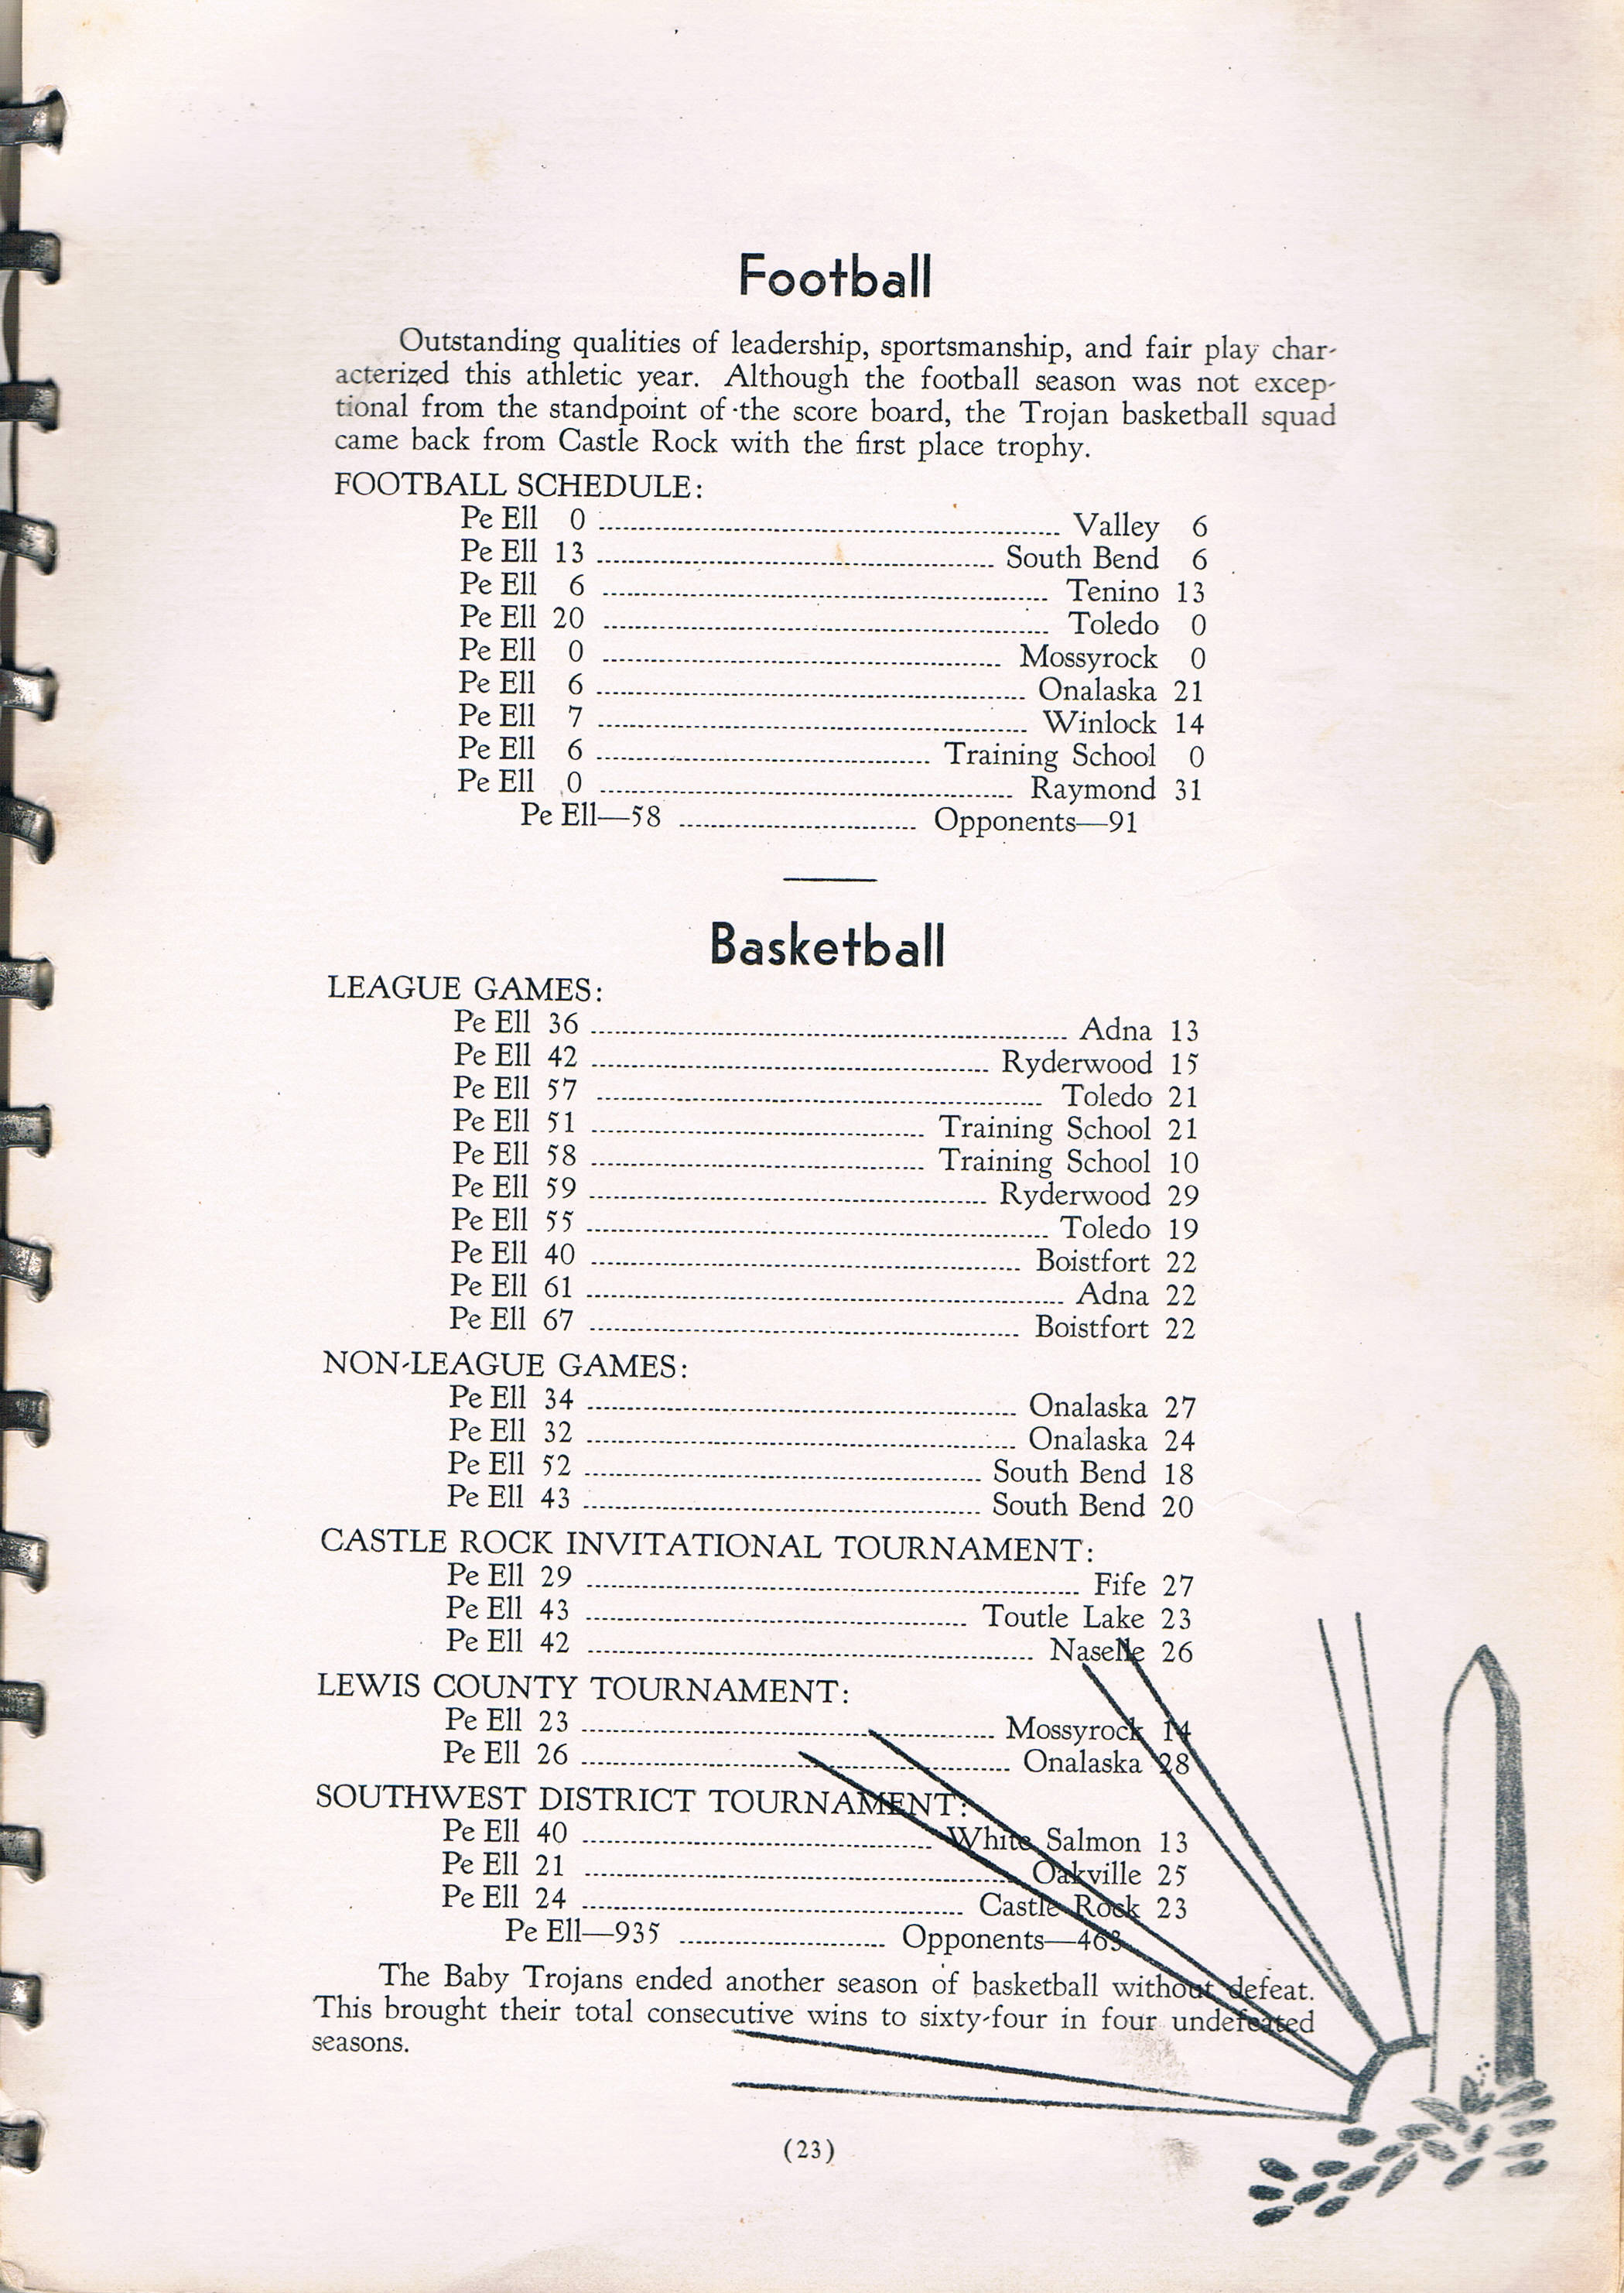 Football
Outstanding qualities of leadership, sportsmanship, and fair play char-
acterized this athletic year. Although the football season was not excep-
tional from the standpoint of the score board, the Trojan basketball squad
came back from Castle Rock with the first place trophy.
FOOTBALL SCHEDULE:
Pe Ell 0 ........ Valley 6
Pe Ell 13 ........ South Bend 6
Pe Ell 6 ........ Tenino 13
Pe Ell 20 ........ Toledo 0
Pe Ell 0 ........ Mossyrock 0
Pe Ell 6 ........ Onalaska 21
Pe Ell 7 ........ Winlock 14
Pe Ell 6 ........ Training School 0
Pe Ell 0 ........ Raymond 31
Pe Ell—58 ........ Opponents—91
Basketball
LEAGUE GAMES:
Pe Ell 36 ........ Adna 13
Pe Ell 42 ........ Ryderwood 15
Pe Ell 57 ........ Toledo 21
Pe Ell 51 ........ Training School 21
Pe Ell 58 ........ Training School 10
Pe Ell 59 ........ Ryderwood 29
Pe Ell 55 ........ Toledo 19
Pe Ell 40 ........ Boistfort 22
Pe Ell 61 ........ Adna 22
Pe Ell 67 ........ Boistfort 22
NON-LEAGUE GAMES:
Pe Ell 34 ........ Onalaska 27
Pe Ell 32 ........ Onalaska 24
Pe Ell 52 ........ South Bend 18
Pe Ell 43 ........ South Bend 20
CASTLE ROCK INVITATIONAL TOURNAMENT:
Pe Ell 29 ........ Fife 27
Pe Ell 43 ........ Toutle Lake 23
Pe Ell 42 ........ Naselle 26
LEWIS COUNTY TOURNAMENT:
Pe Ell 23 ........ Mossyrock 14
Pe Ell 26 ........ Onalaska 28
SOUTHWEST DISTRICT TOURNAMENT:
Pe Ell 40 ........ White Salmon 13
Pe Ell 21 ........ Oakville 25
Pe Ell 24 ........ Castle Rock 23
Pe Ell—935 ........ Opponents—463
The Baby Trojans ended another season of basketball without defeat.
This brought their total consecutive wins to sixty-four in four undefeated
seasons.
(23)